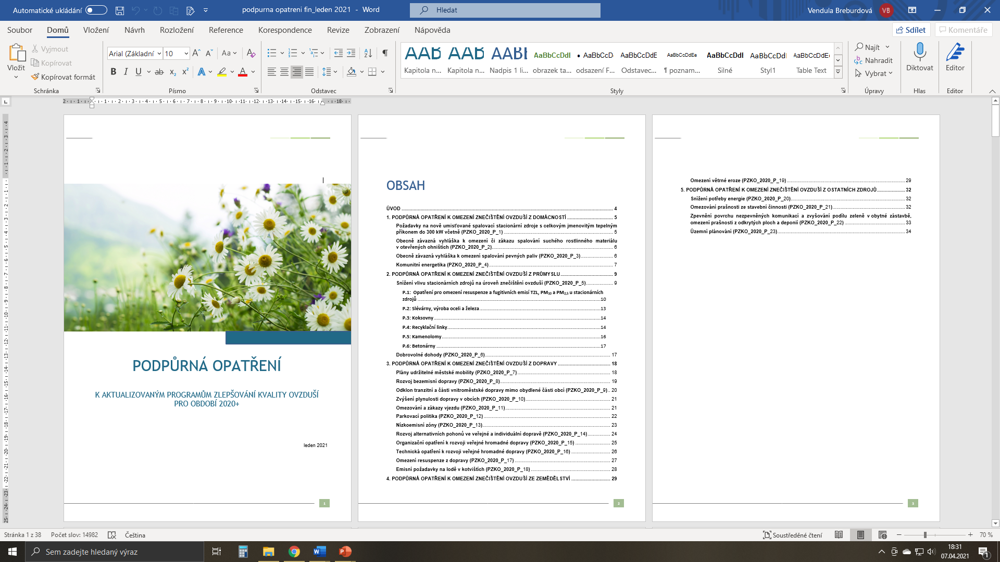 Automatické ukládání
podpurna opatreni fin_leden 2021 - Word
Hledat
Vendula Breburdová
VB
Soubor
Domů
Vložení
Návrh
Rozložení
Reference
Korespondence
Revize
Zobrazení
Nápověda
Sdílet
Komentáře
Vložit
Vyjmout
Kopírovat
Kopírovat formát
Schránka
Arial (Základní
10
Písmo
Odstavec
AAB
AAB
AABI
AaBbCcDdI
AaBbCcD
AaBbCcDdE
AaBbCcDdEe
AaBbCcDdI
AaBbCcDdI
AaBbCcDdEe
Kapitola n...
Kapitola n...
Nadpis 1 li...
obrazek ta...
odsazení F...
Odstavec...
¶ poznam...
Silné
Styl1
Table Text
Styly
Najít
Nahradit
Vybrat
Úpravy
Diktovat
Hlas
Editor
Editor
PODPŮRNÁ OPATŘENÍ
K AKTUALIZOVANÝM PROGRAMŮM ZLEPŠOVÁNÍ KVALITY OVZDUŠÍ
PRO OBDOBÍ 2020+
leden 2021
1
OBSAH
ÚVOD 4
1. PODPŮRNÁ OPATŘENÍ K OMEZENÍ ZNEČIŠTĚNÍ OVZDUŠÍ Z DOMÁCNOSTÍ 5
Požadavky na nově umisťované spalovací stacionární zdroje s celkovým jmenovitým tepelným
příkonem do 300 kW včetně (PZKO_2020_P_1) 5
Obecně závazná vyhláška k omezení či zákazu spalování suchého rostlinného materiálu
v otevřených ohništích (PZKO_2020_P_2) 6
Obecně závazná vyhláška k omezení spalování pevných paliv (PZKO_2020_P_3) 6
Komunitní energetika (PZKO_2020_P_4) 7
2. PODPŮRNÁ OPATŘENÍ K OMEZENÍ ZNEČIŠTĚNÍ OVZDUŠÍ Z PRŮMYSLU 9
Snížení vlivu stacionárních zdrojů na úroveň znečištění ovzduší (PZKO_2020_P_5) 9
P.1: Opatření pro omezení resuspenze a fugitivních emisí TZL, PM10 a PM2,5 u stacionárních
zdrojů 10
P.2: Slévárny, výroba oceli a železa 13
P.3: Koksovny 14
P.4: Recyklační linky 14
P.5: Kamenolomy 16
P.6: Betonárny 17
Dobrovolné dohody (PZKO_2020_P_6) 17
3. PODPŮRNÁ OPATŘENÍ K OMEZENÍ ZNEČIŠTĚNÍ OVZDUŠÍ Z DOPRAVY 18
Plány udržitelné městské mobility (PZKO_2020_P_7) 18
Rozvoj bezemisní dopravy (PZKO_2020_P_8) 19
Odklon tranzitní a části vnitroměstské dopravy mimo obydlené části obcí (PZKO_2020_P_9) 20
Zvýšení plynulosti dopravy v obcích (PZKO_2020_P_10) 21
Omezování a zákazy vjezdu (PZKO_2020_P_11) 21
Parkovací politika (PZKO_2020_P_12) 22
Nízkoemisní zóny (PZKO_2020_P_13) 23
Rozvoj alternativních pohonů ve veřejné a individuální dopravě (PZKO_2020_P_14) 24
Organizační opatření k rozvoji veřejné hromadné dopravy (PZKO_2020_P_15) 25
Technická opatření k rozvoji veřejné hromadné dopravy (PZKO_2020_P_16) 26
Omezení resuspenze z dopravy (PZKO_2020_P_17) 27
Emisní požadavky na lodě v kotvištích (PZKO_2020_P_18) 28
4. PODPŮRNÁ OPATŘENÍ K OMEZENÍ ZNEČIŠTĚNÍ OVZDUŠÍ ZE ZEMĚDĚLSTVÍ 29
2
Omezení větrné eroze (PZKO_2020_P_19) 29
5. PODPŮRNÁ OPATŘENÍ K OMEZENÍ ZNEČIŠTĚNÍ OVZDUŠÍ Z OSTATNÍCH ZDROJŮ 32
Snížení potřeby energie (PZKO_2020_P_20) 32
Omezování prašnosti ze stavební činnosti (PZKO_2020_P_21) 32
Zpevnění povrchu nezpevněných komunikací a zvyšování podílu zeleně v obytné zástavbě,
omezení prašnosti z odkrytých ploch a deponií (PZKO_2020_P_22) 33
Územní plánování (PZKO_2020_P_23) 34
3
Stránka 1 z 38
Počet slov: 14982
Čeština
Soustředěné čtení
70 %
Sem zadejte hledaný výraz
18:31
07.04.2021
1